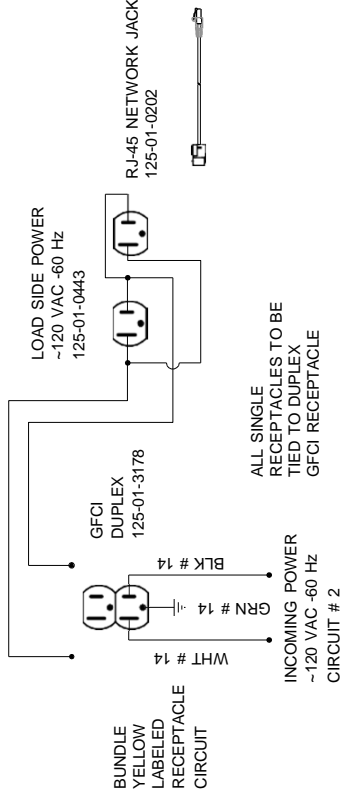 BUNDLE
YELLOW
LABELED
RECEPTACLE
CIRCUIT
GFCI
DUPLEX
125-01-3178
LOAD SIDE POWER
~120 VAC -60 Hz
125-01-0443
RJ-45 NETWORK JACK
125-01-0202
WHT # 14
GRN # 14
BLK # 14
INCOMING POWER
~120 VAC -60 Hz
CIRCUIT # 2
ALL SINGLE
RECEPTACLES TO BE
TIED TO DUPLEX
GFCI RECEPTACLE